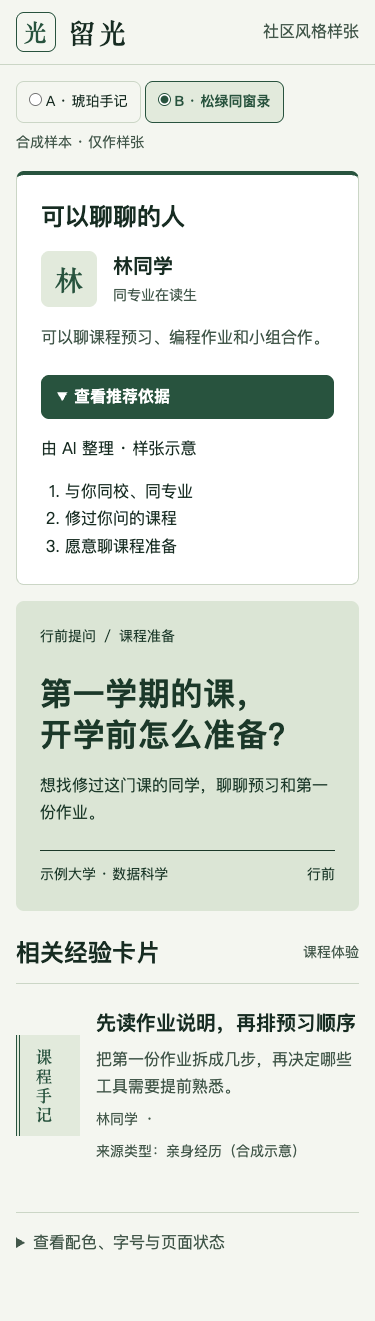 光 留光
社区风格样张
A · 琥珀手记
B · 松绿同窗录
合成样本 · 仅作样张
可以聊聊的人
林
林同学
同专业在读生
可以聊课程预习、编程作业和小组合作。
▼ 查看推荐依据
由 AI 整理 · 样张示意
1. 与你同校、同专业
2. 修过你问的课程
3. 愿意聊课程准备
行前提问 / 课程准备
第一学期的课，
开学前怎么准备？
想找修过这门课的同学，聊聊预习和第一
份作业。
示例大学 · 数据科学
行前
相关经验卡片
课程体验
课程手记
先读作业说明，再排预习顺序
把第一份作业拆成几步，再决定哪些
工具需要提前熟悉。
林同学 ·
来源类型：亲身经历（合成示意）
▶ 查看配色、字号与页面状态